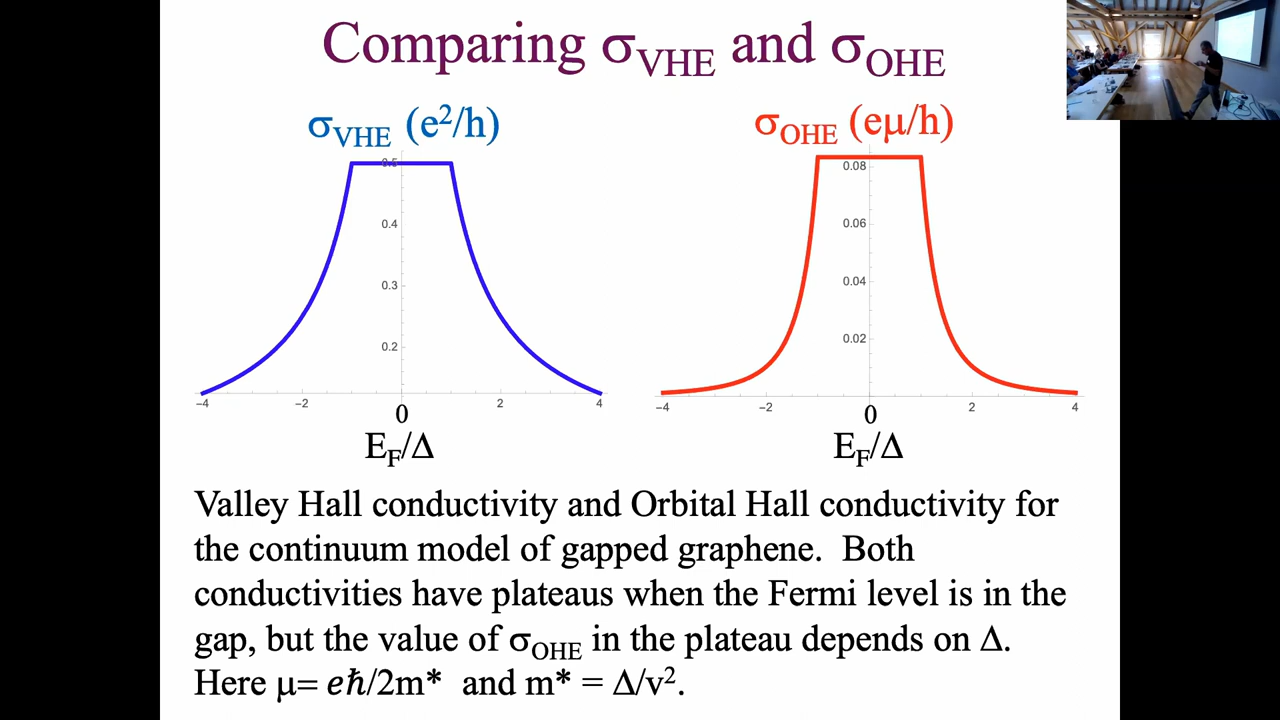 Comparing σVHE and σOHE
σVHE (e²/h)
σOHE (eμ/h)
0.5
0.4
0.3
0.2
-4
-2
0
2
4
EF/Δ
0.08
0.06
0.04
0.02
-4
-2
0
2
4
EF/Δ
Valley Hall conductivity and Orbital Hall conductivity for
the continuum model of gapped graphene. Both
conductivities have plateaus when the Fermi level is in the
gap, but the value of σOHE in the plateau depends on Δ.
Here μ= eℏ/2m* and m* = Δ/v².